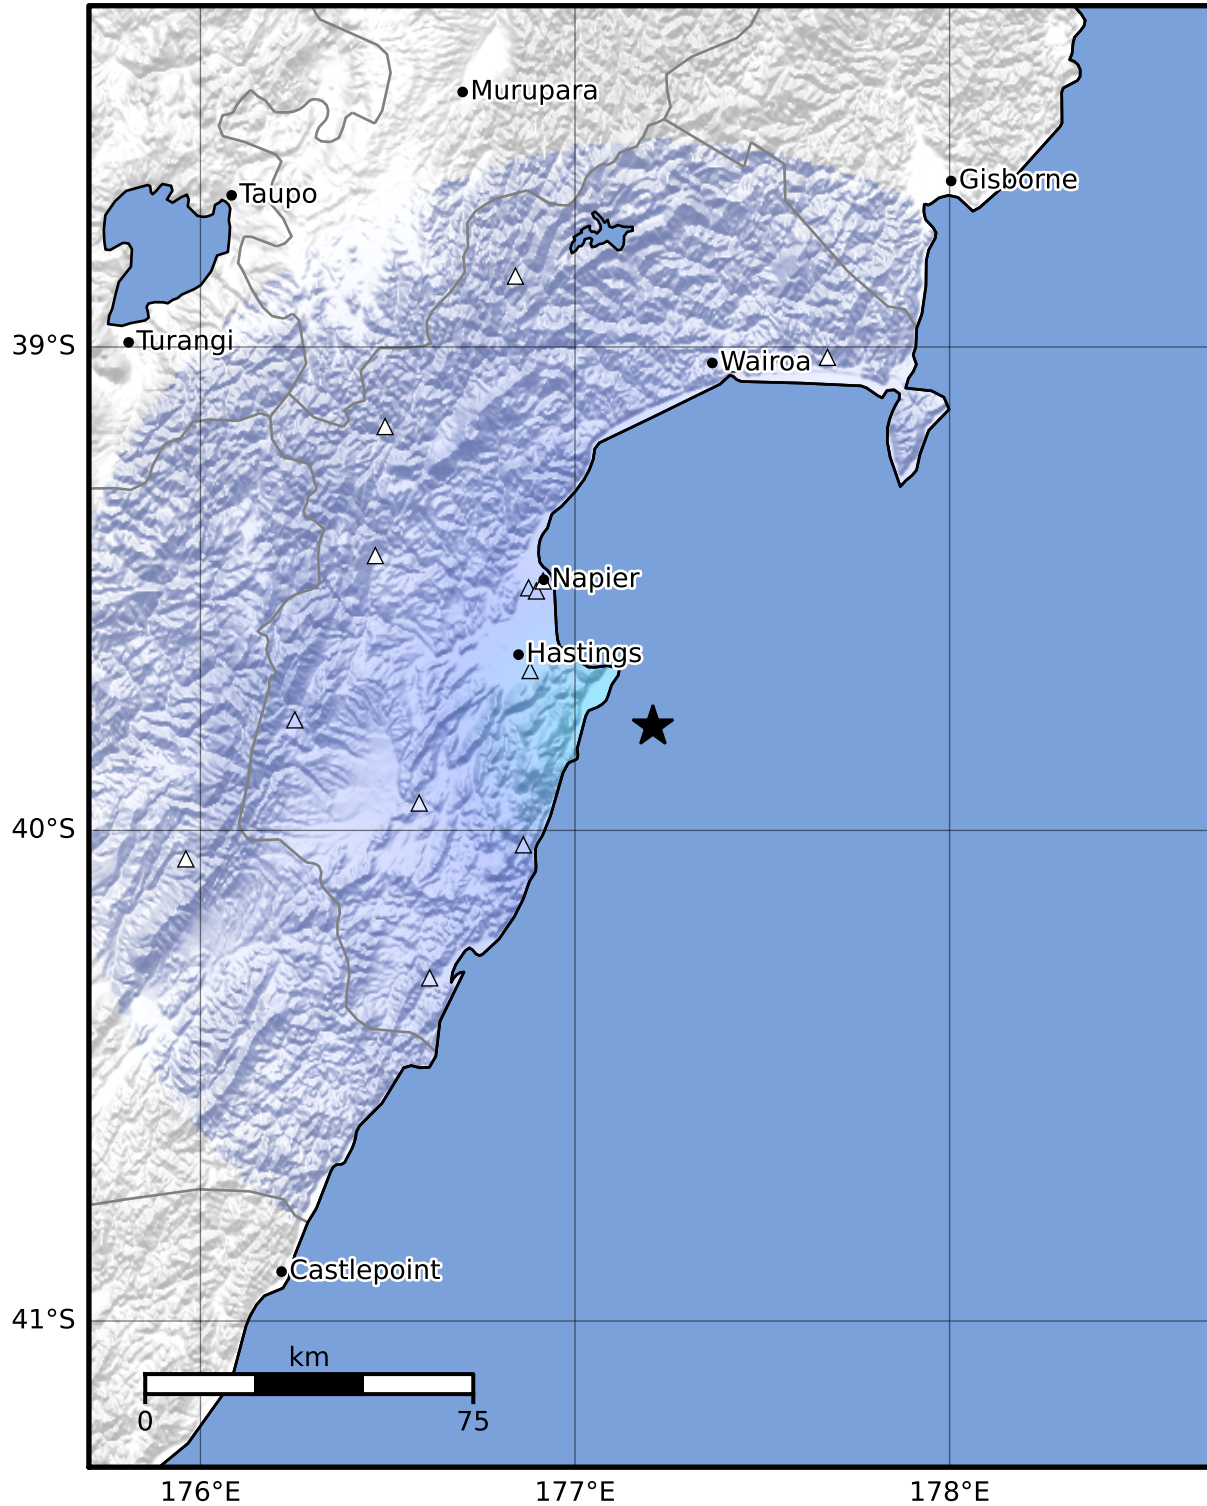 Murupara
Taupo
Gisborne
Turangi
39°S
Wairoa
Napier
Hastings
40°S
Castlepoint
41°S
km
0
75
176°E
177°E
178°E